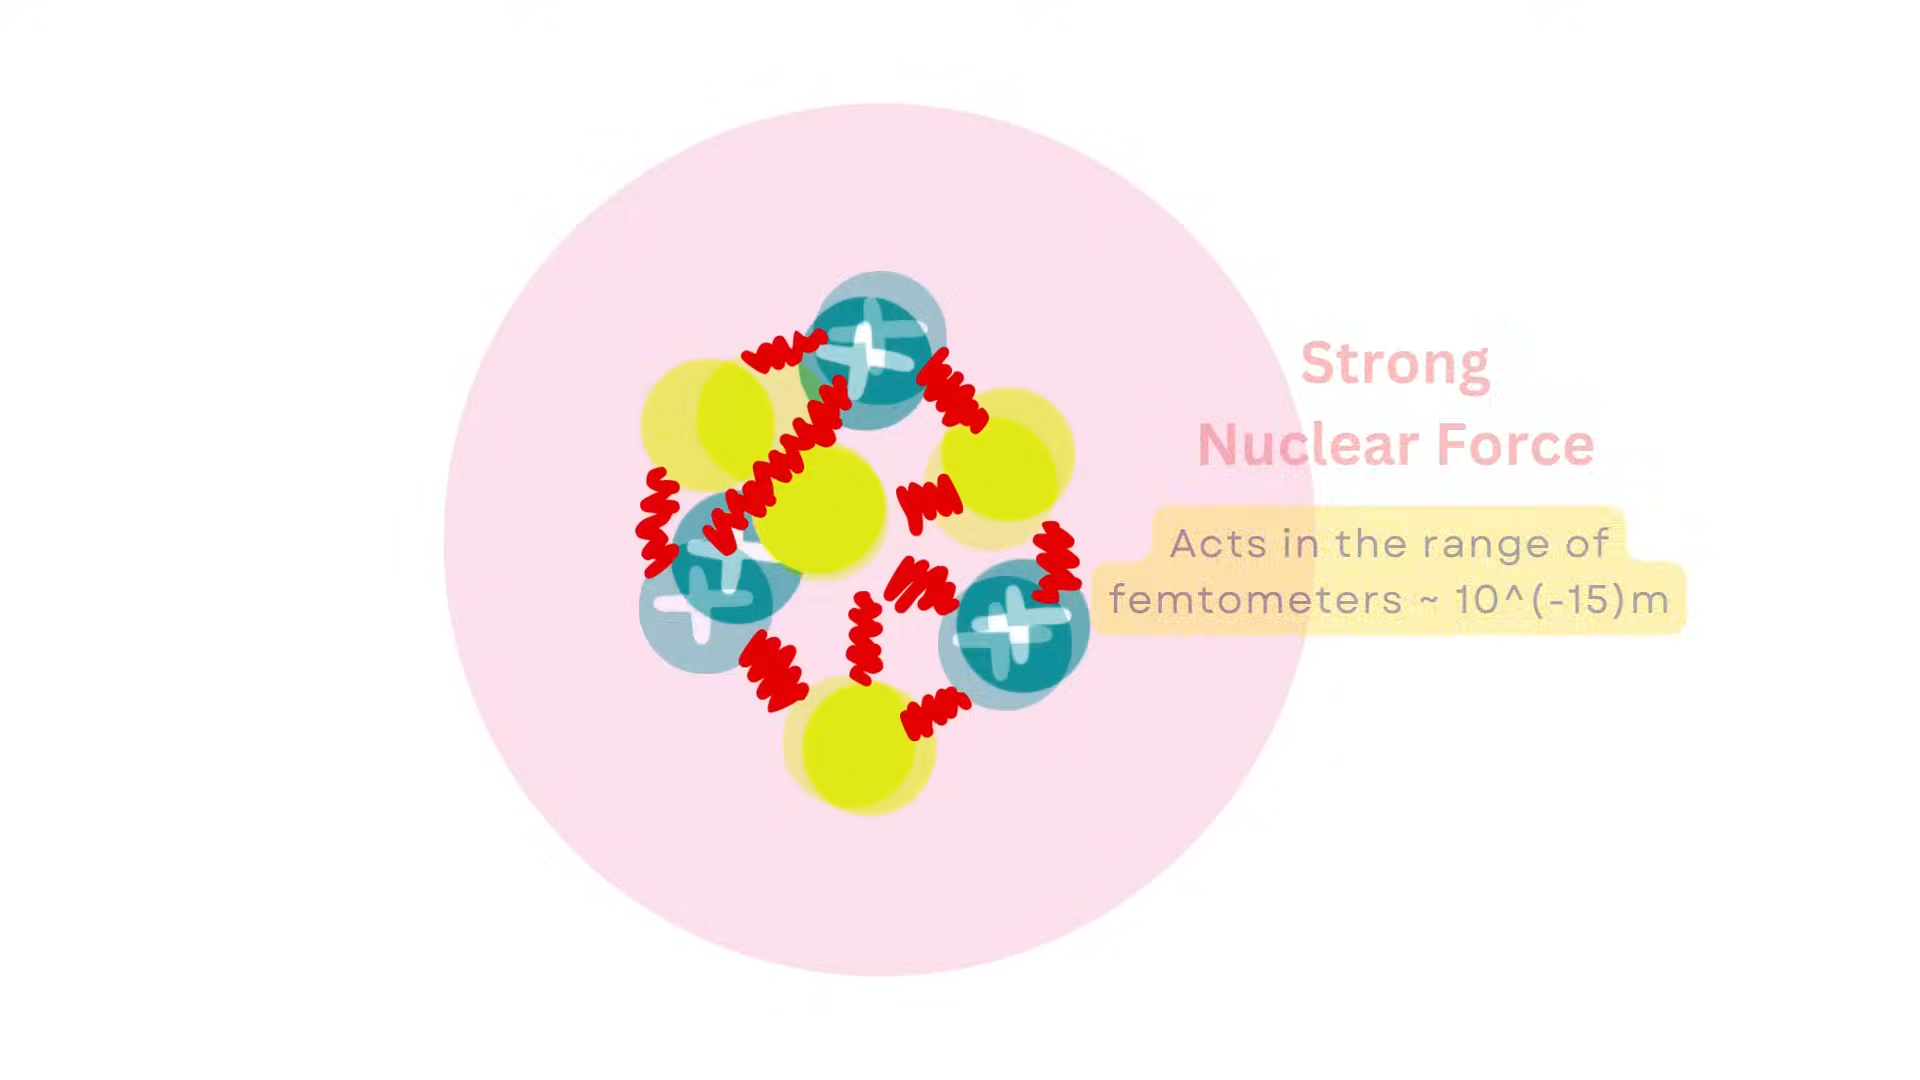 Strong
Nuclear Force
Acts in the range of
femtometers ~ 10^(-15)m